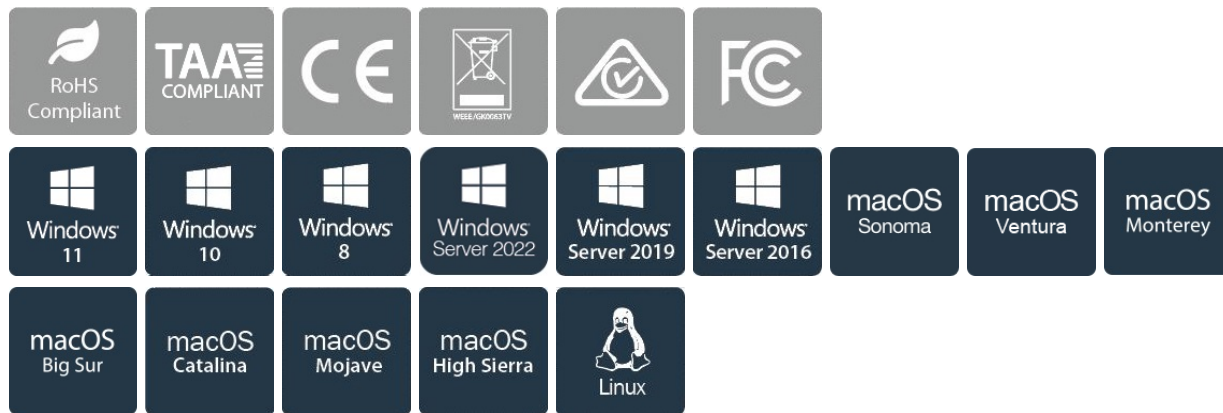 RoHS
Compliant
TAA
COMPLIANT
CE
WEEE/GK0063TV
FC
Windows
11
Windows
10
Windows
8
Windows
Server 2022
Windows
Server 2019
Windows
Server 2016
macOS
Sonoma
macOS
Ventura
macOS
Monterey
macOS
Big Sur
macOS
Catalina
macOS
Mojave
macOS
High Sierra
Linux